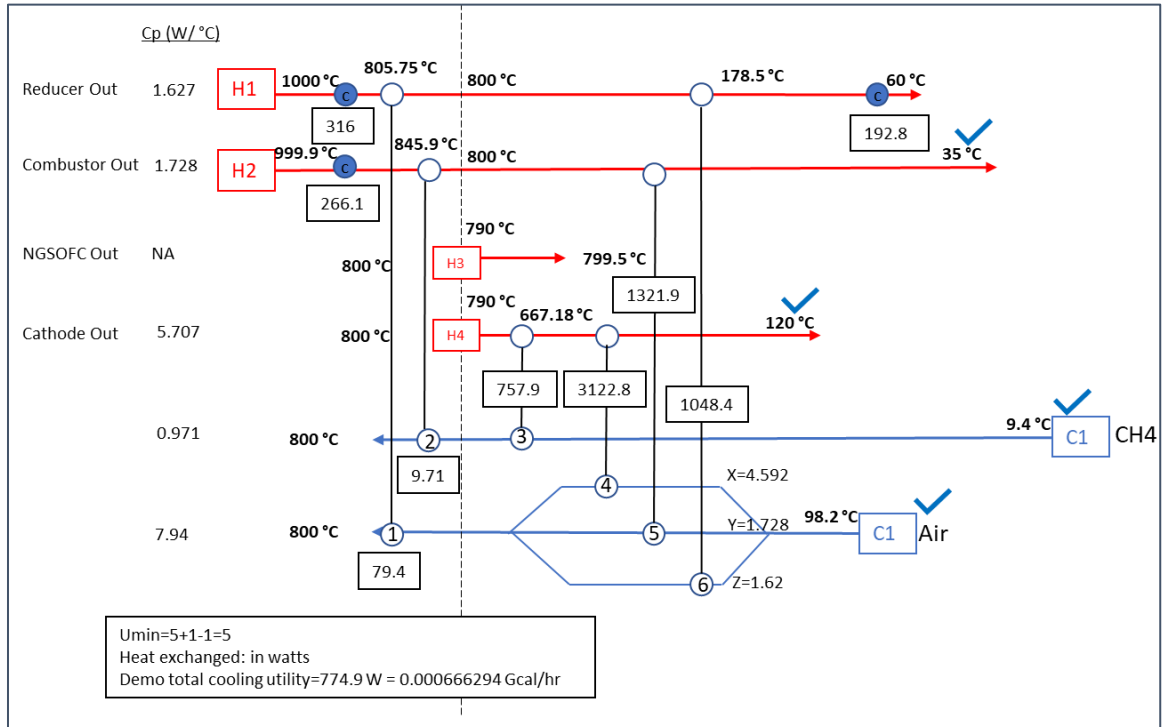 Cp (W/ °C)
Reducer Out 1.627 H1 1000 °C c 805.75 °C 800 °C 178.5 °C c 60 °C
316 192.8
Combustor Out 1.728 H2 999.9°C c 845.9 °C 800 °C 35 °C
266.1
NGSOFC Out NA 800 °C 790 °C H3 799.5 °C
1321.9
Cathode Out 5.707 800 °C 790 °C H4 667.18 °C 120 °C
757.9 3122.8 1048.4
0.971 800 °C 2 3 9.4 °C C1 CH4
9.71 4 X=4.592
7.94 800 °C 1 5 Y=1.728 98.2 °C C1 Air
79.4 6 Z=1.62
Umin=5+1-1=5
Heat exchanged: in watts
Demo total cooling utility=774.9 W = 0.000666294 Gcal/hr